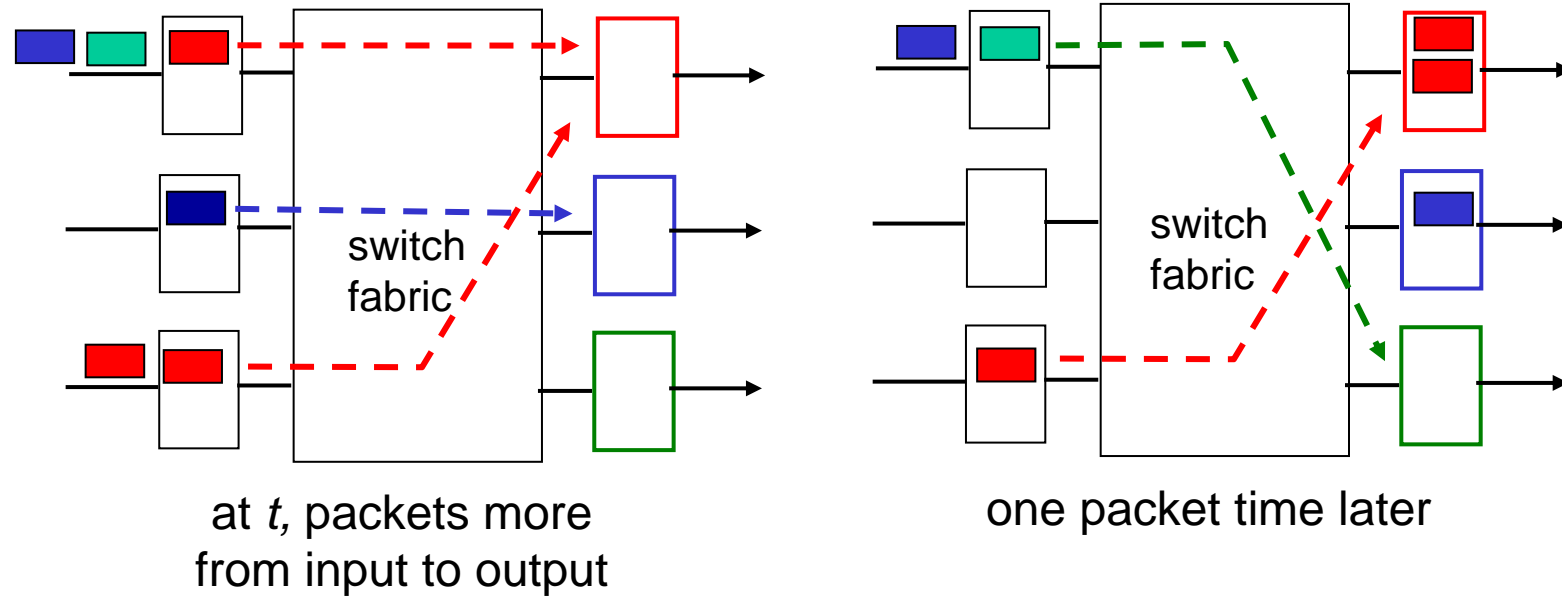 switch
fabric
at t, packets more
from input to output
switch
fabric
one packet time later